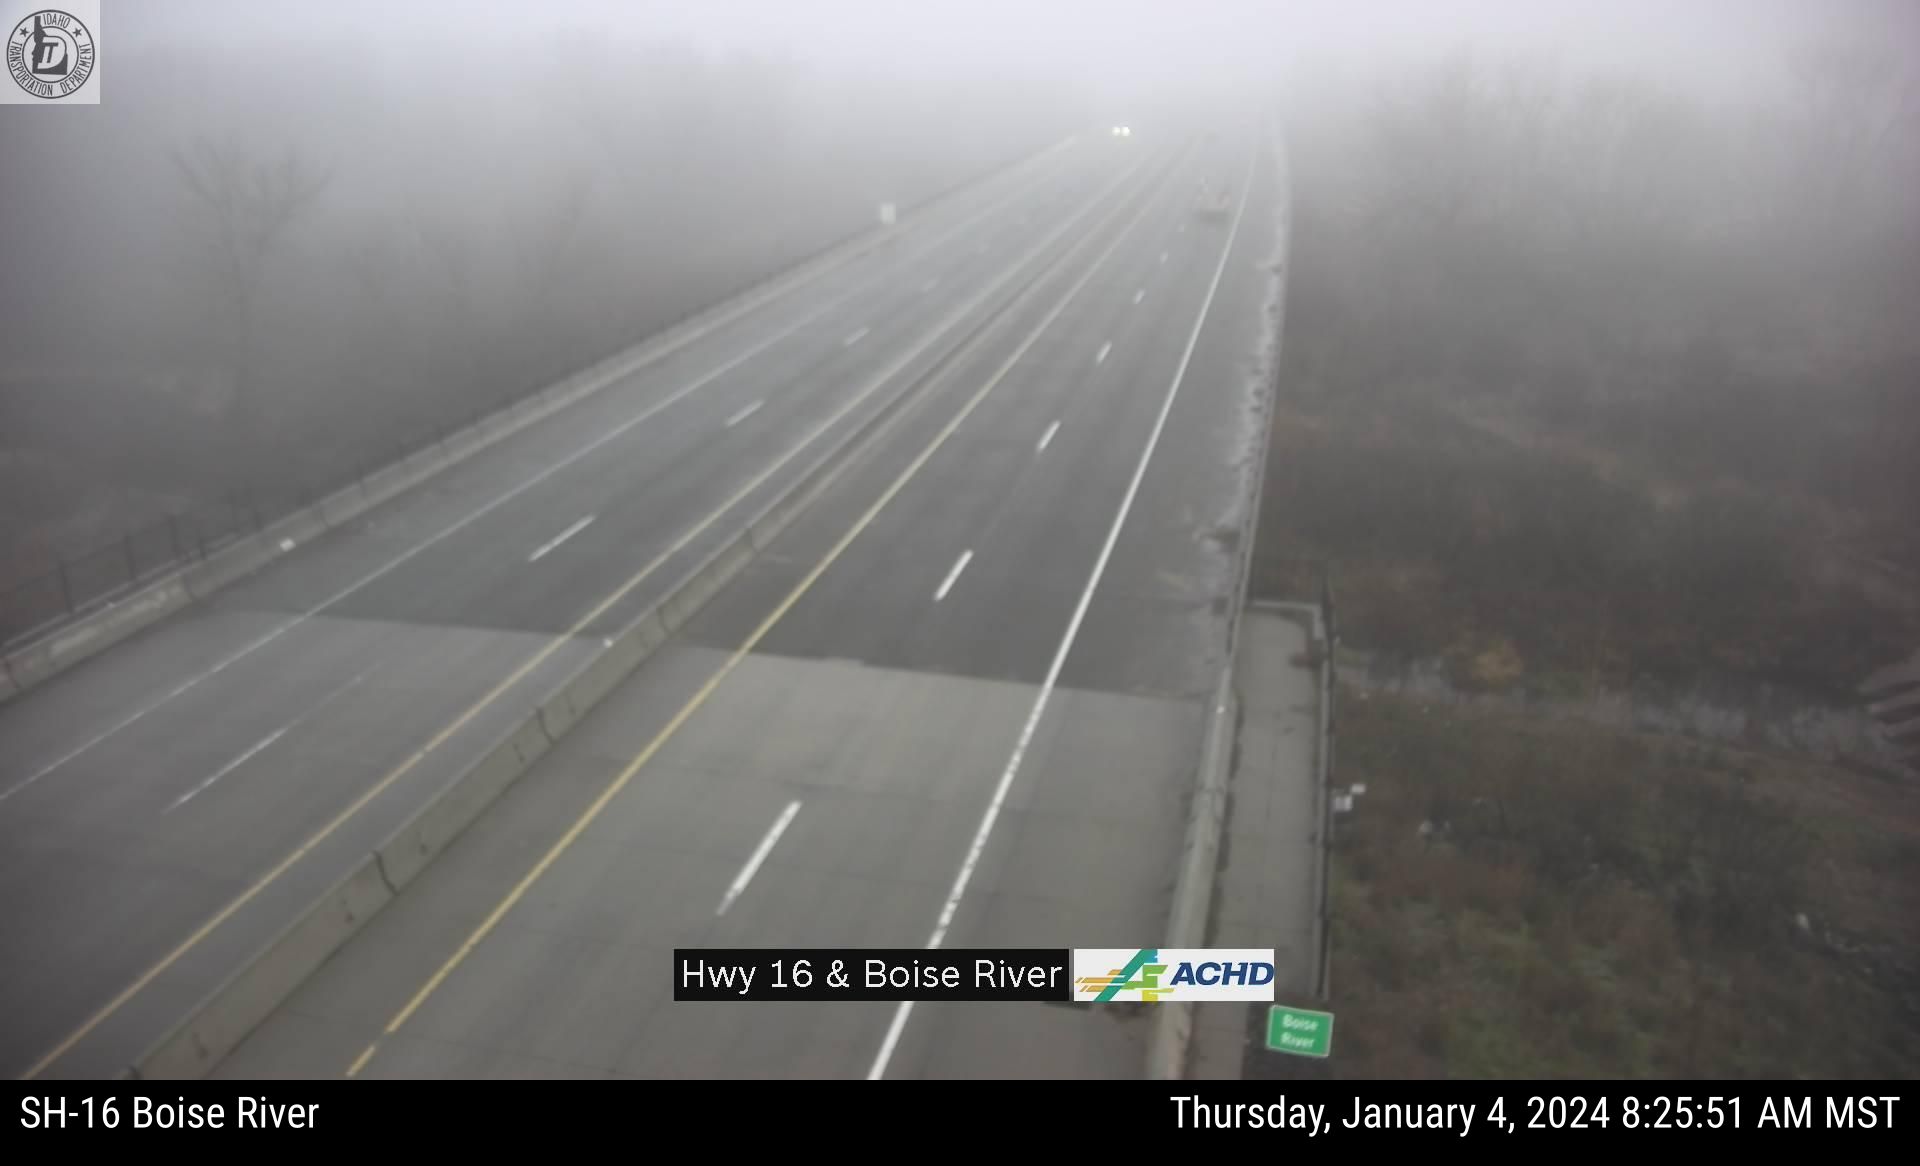 IDAHO
TRANSPORTATION DEPARTMENT
Hwy 16 & Boise River
ACHD
Boise
River
SH-16 Boise River
Thursday, January 4, 2024 8:25:51 AM MST